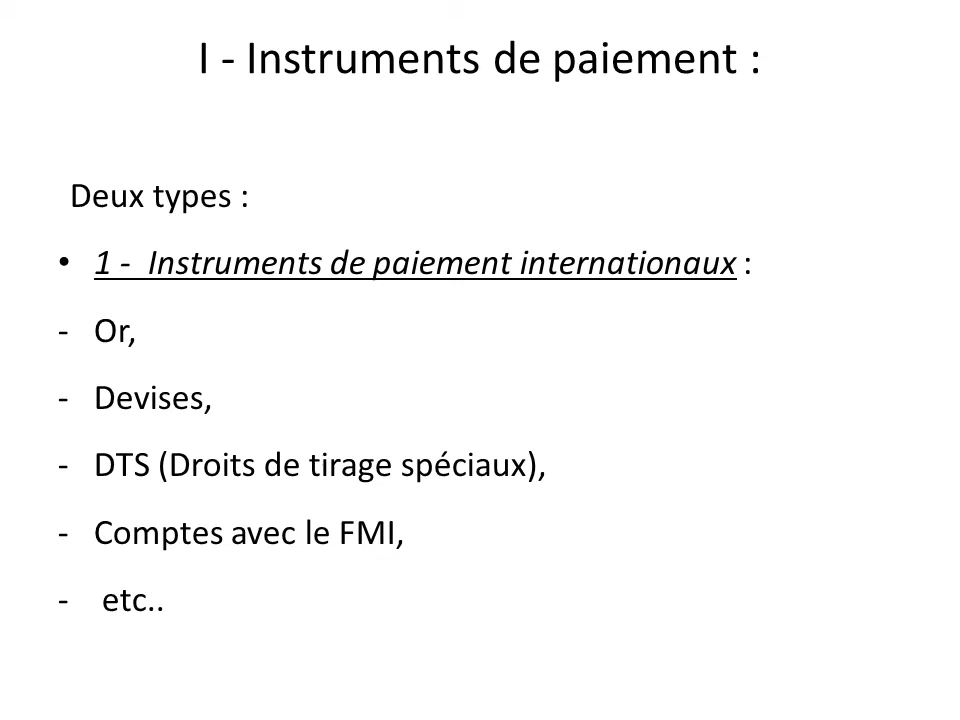 I - Instruments de paiement :
Deux types :
• 1 - Instruments de paiement internationaux :
- Or,
- Devises,
- DTS (Droits de tirage spéciaux),
- Comptes avec le FMI,
- etc..